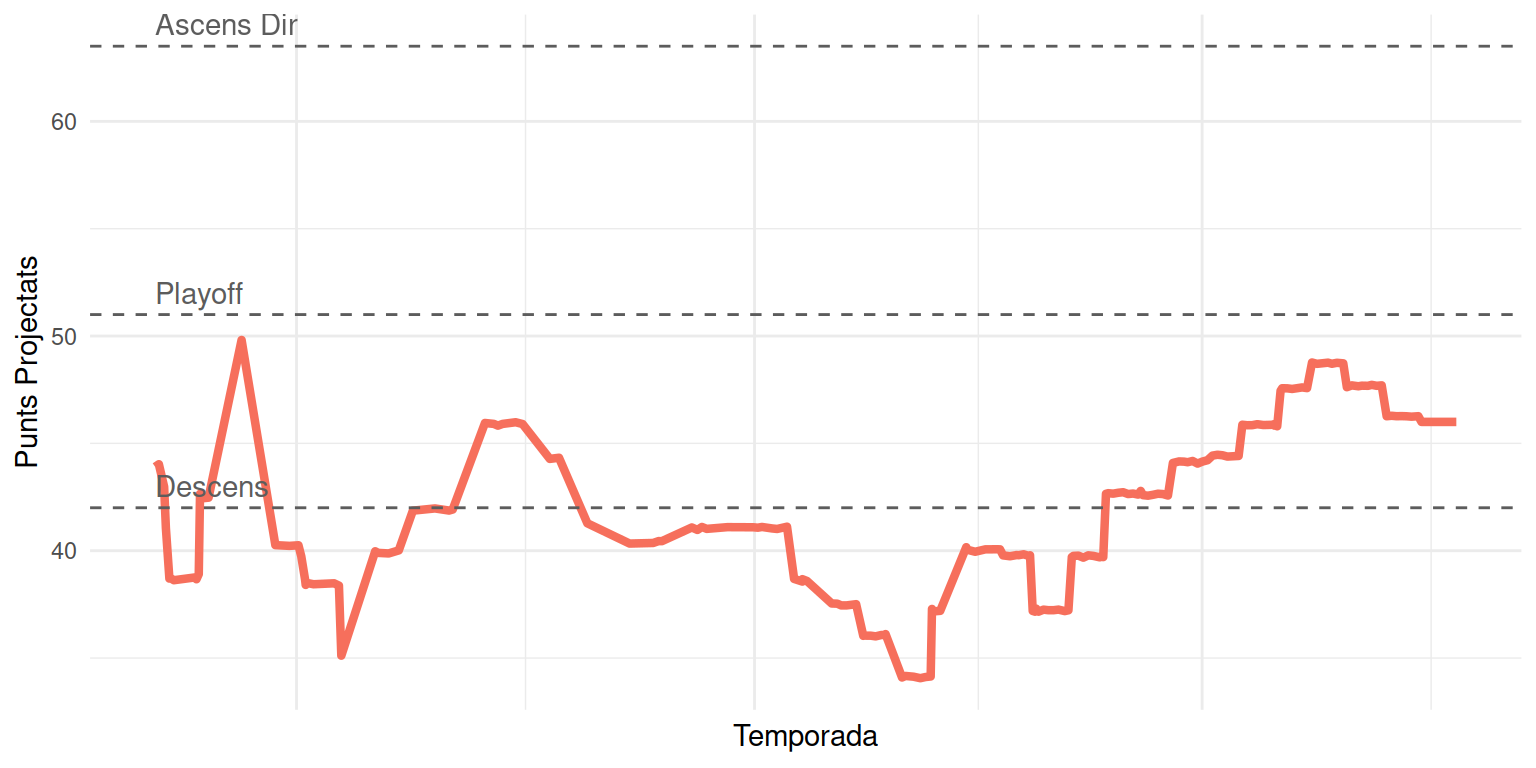 Ascens Dir
60
Playoff
50
Punts Projectats
Descens
40
Temporada